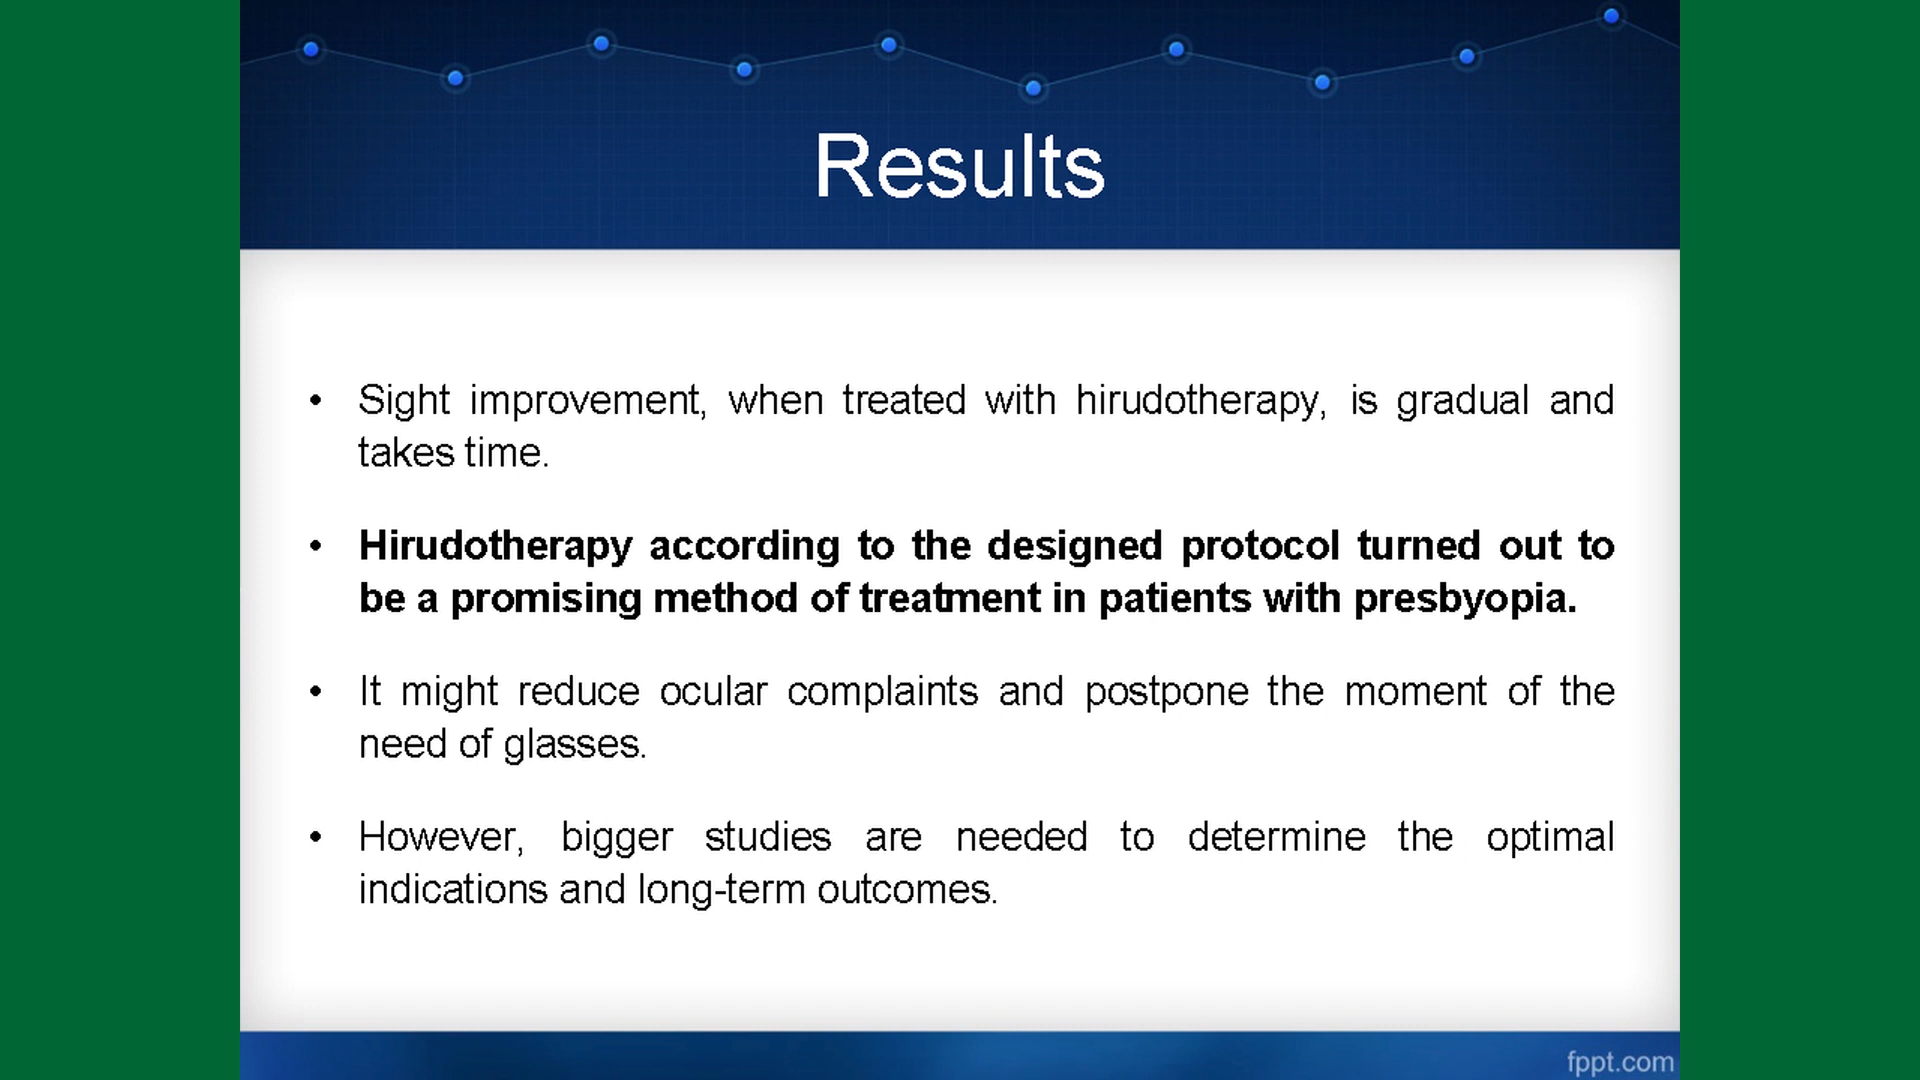 Results
• Sight improvement, when treated with hirudotherapy, is gradual and
takes time.
• Hirudotherapy according to the designed protocol turned out to
be a promising method of treatment in patients with presbyopia.
• It might reduce ocular complaints and postpone the moment of the
need of glasses.
• However, bigger studies are needed to determine the optimal
indications and long-term outcomes.
fppt.com